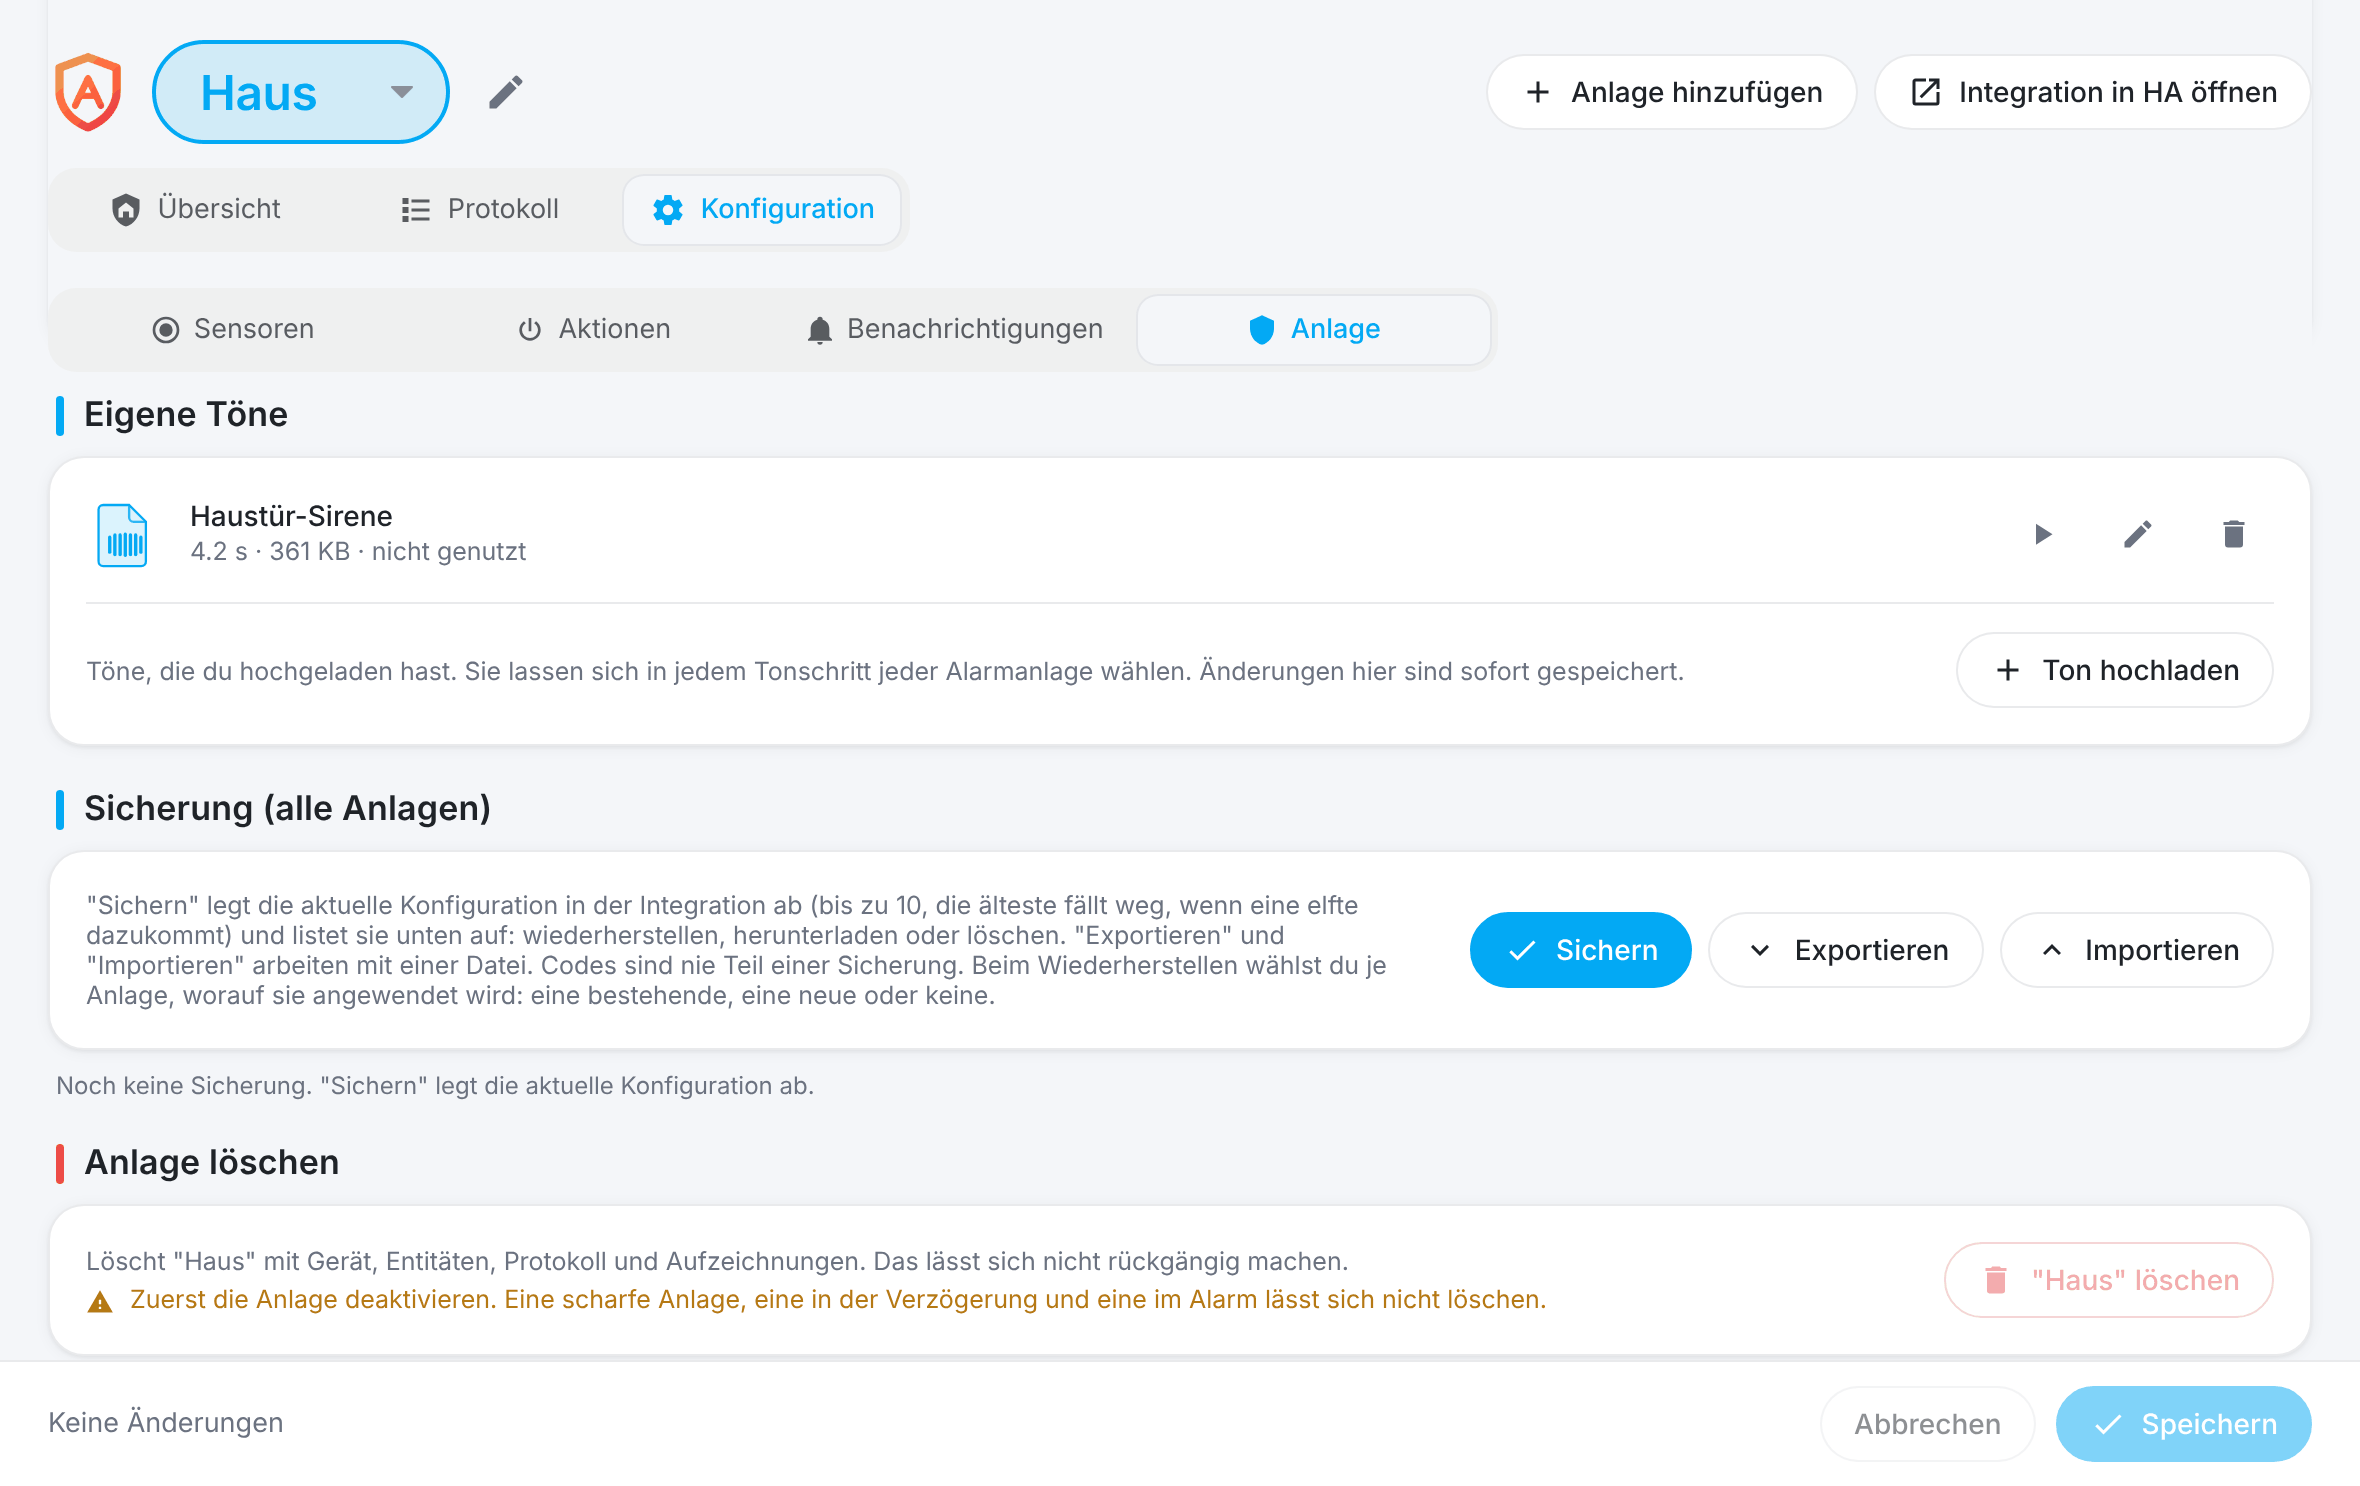 Haus
Anlage hinzufügen
Integration in HA öffnen
Übersicht
Protokoll
Konfiguration
Sensoren
Aktionen
Benachrichtigungen
Anlage
Eigene Töne
Haustür-Sirene
4.2 s · 361 KB · nicht genutzt
Töne, die du hochgeladen hast. Sie lassen sich in jedem Tonschritt jeder Alarmanlage wählen. Änderungen hier sind sofort gespeichert.
Ton hochladen
Sicherung (alle Anlagen)
"Sichern" legt die aktuelle Konfiguration in der Integration ab (bis zu 10, die älteste fällt weg, wenn eine elfte
dazukommt) und listet sie unten auf: wiederherstellen, herunterladen oder löschen. "Exportieren" und
"Importieren" arbeiten mit einer Datei. Codes sind nie Teil einer Sicherung. Beim Wiederherstellen wählst du je
Anlage, worauf sie angewendet wird: eine bestehende, eine neue oder keine.
Sichern
Exportieren
Importieren
Noch keine Sicherung. "Sichern" legt die aktuelle Konfiguration ab.
Anlage löschen
Löscht "Haus" mit Gerät, Entitäten, Protokoll und Aufzeichnungen. Das lässt sich nicht rückgängig machen.
Zuerst die Anlage deaktivieren. Eine scharfe Anlage, eine in der Verzögerung und eine im Alarm lässt sich nicht löschen.
"Haus" löschen
Keine Änderungen
Abbrechen
Speichern